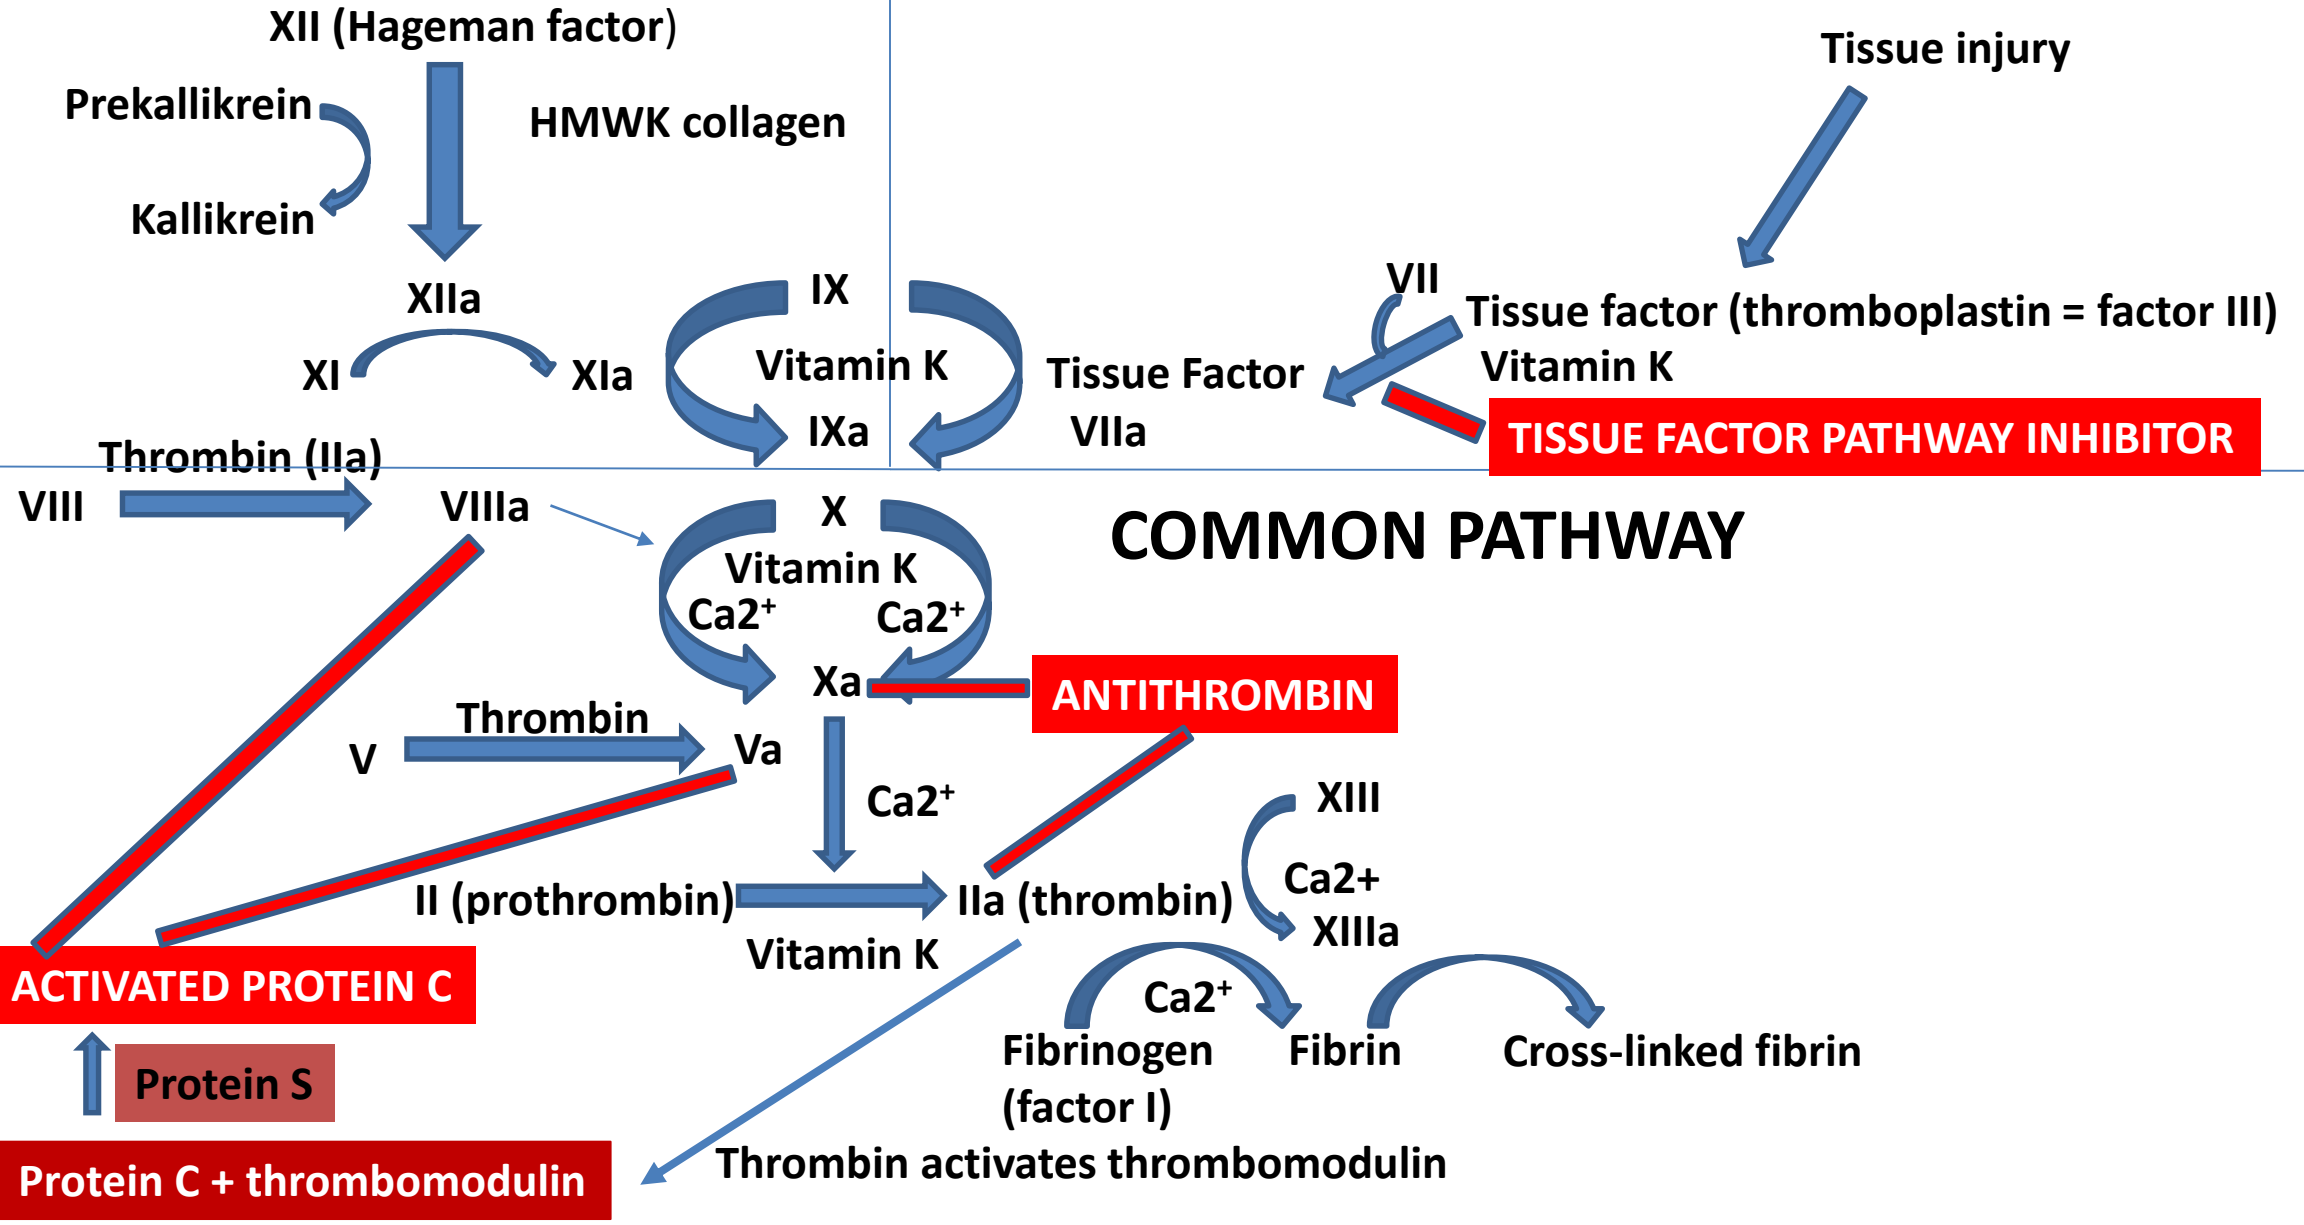 XII (Hageman factor)
Tissue injury
Prekallikrein
HMWK collagen
Kallikrein
XIIa
IX
VII
Tissue factor (thromboplastin = factor III)
XI
XIa
Vitamin K
Tissue Factor
Vitamin K
IXa
VIIa
TISSUE FACTOR PATHWAY INHIBITOR
Thrombin (IIa)
VIII
VIIIa
X
COMMON PATHWAY
Vitamin K
Ca2⁺
Ca2⁺
Xa
ANTITHROMBIN
Thrombin
V
Va
Ca2⁺
XIII
Ca2+
II (prothrombin)
IIa (thrombin)
XIIIa
Vitamin K
ACTIVATED PROTEIN C
Ca2⁺
Fibrinogen
(factor I)
Fibrin
Cross-linked fibrin
Protein S
Thrombin activates thrombomodulin
Protein C + thrombomodulin